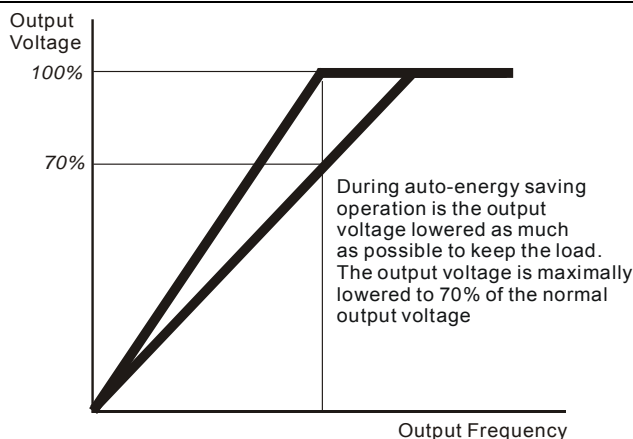 Output
Voltage
100%
70%
During auto-energy saving
operation is the output
voltage lowered as much
as possible to keep the load.
The output voltage is maximally
lowered to 70% of the normal
output voltage
Output Frequency